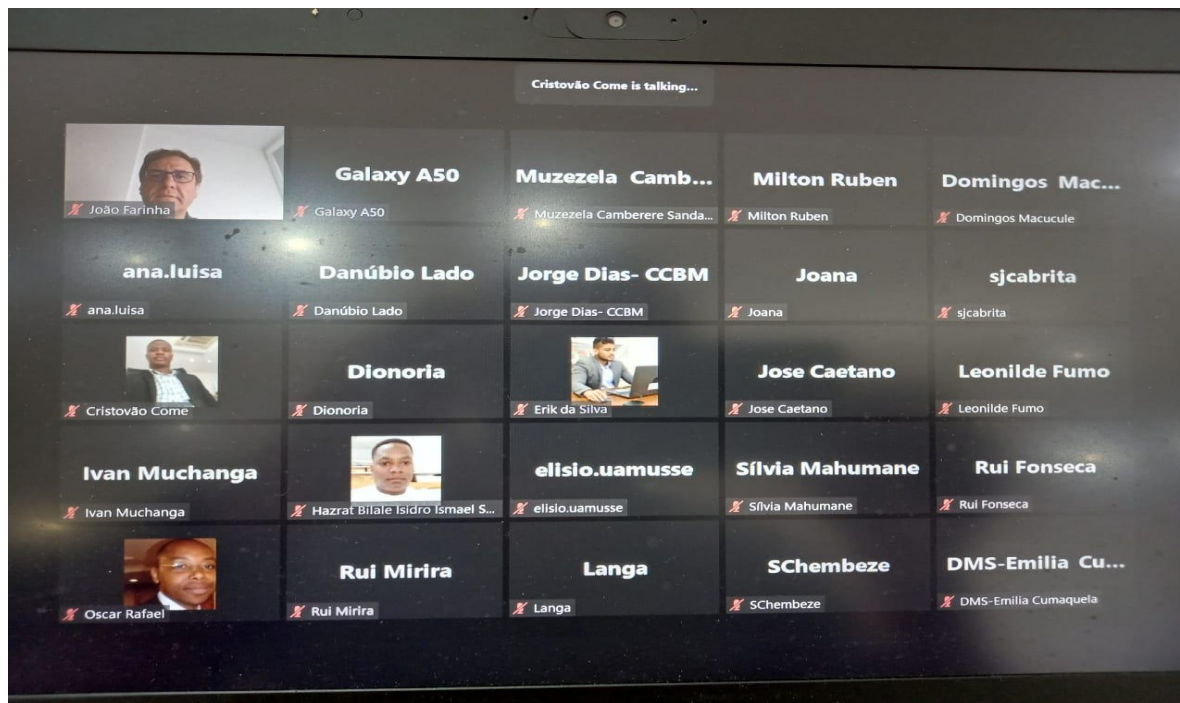 Cristovão Come is talking...
João Farinha
Galaxy A50
Galaxy A50
Muzezela Camb...
Muzezela Camberere Sanda...
Milton Ruben
Milton Ruben
Domingos Mac...
Domingos Macucule
ana.luisa
ana.luisa
Danúbio Lado
Danúbio Lado
Jorge Dias- CCBM
Jorge Dias- CCBM
Joana
Joana
sjcabrita
sjcabrita
Cristovão Come
Dionoria
Dionoria
Erik da Silva
Jose Caetano
Jose Caetano
Leonilde Fumo
Leonilde Fumo
Ivan Muchanga
Ivan Muchanga
Hazrat Bilale Isidro Ismael S...
elisio.uamusse
elisio.uamusse
Sílvia Mahumane
Sílvia Mahumane
Rui Fonseca
Rui Fonseca
Oscar Rafael
Rui Mirira
Rui Mirira
Langa
Langa
SChembeze
SChembeze
DMS-Emilia Cu...
DMS-Emilia Cumaquela